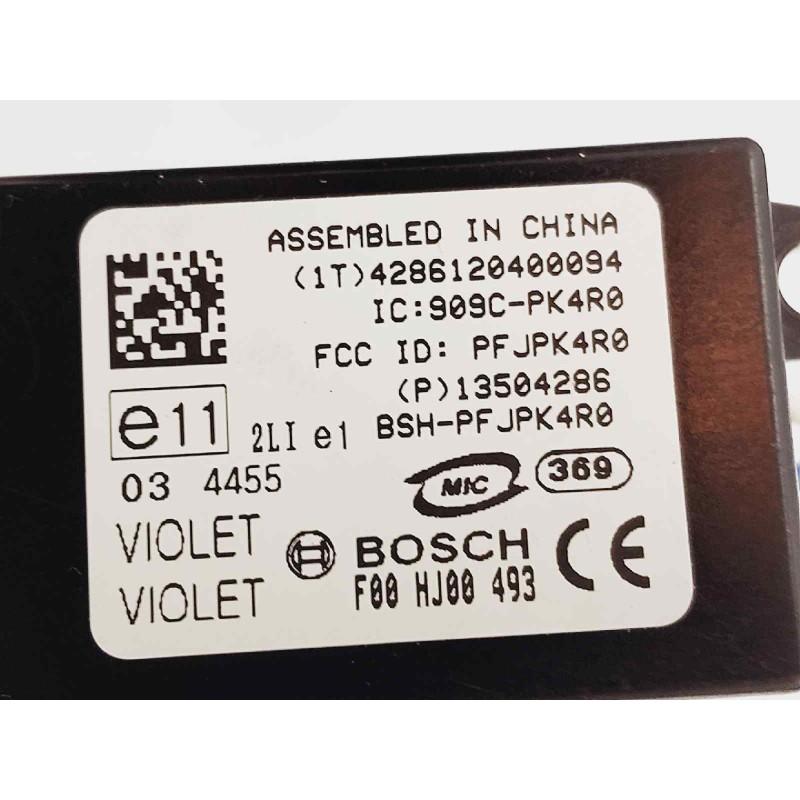 ASSEMBLED IN CHINA
(1T)4286120400094
IC:909C-PK4R0
FCC ID: PFJPK4R0
(P)13504286
e11 2LI e1 BSH-PFJPK4R0
03 4455 MIC 369
VIOLET BOSCH CE
VIOLET F00 HJ00 493